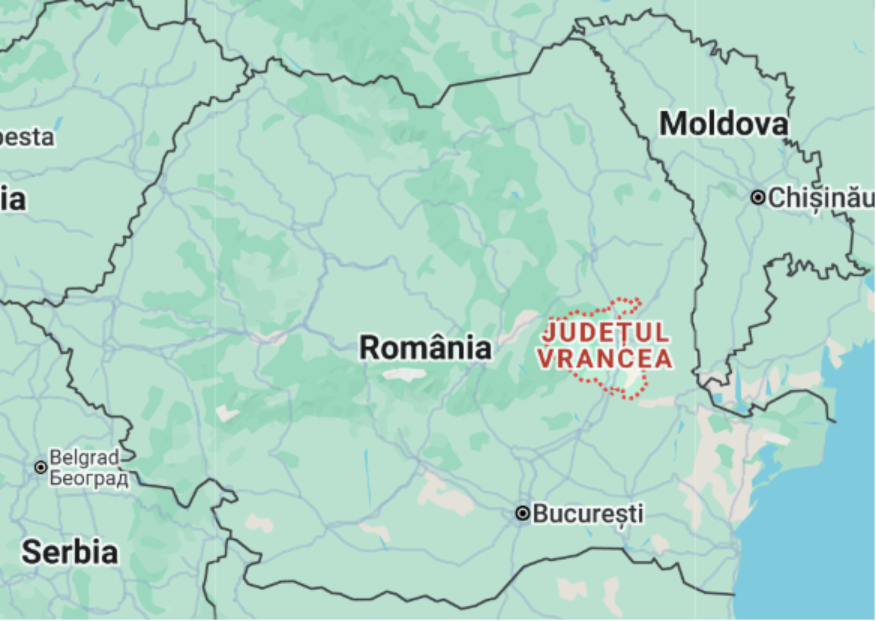 Moldova
pesta
ia
Chișinău
JUDEȚUL
VRANCEA
România
Belgrad
Београд
București
Serbia